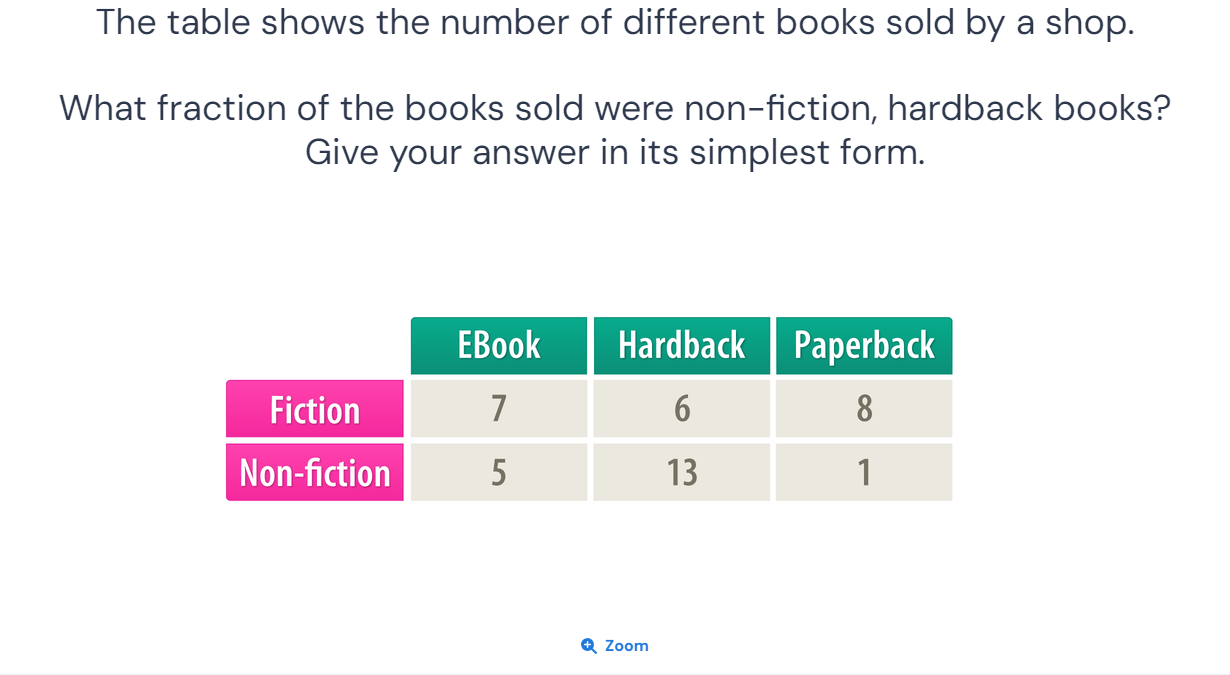 The table shows the number of different books sold by a shop.
What fraction of the books sold were non-fiction, hardback books?
Give your answer in its simplest form.
EBook Hardback Paperback
Fiction 7 6 8
Non-fiction 5 13 1
Zoom